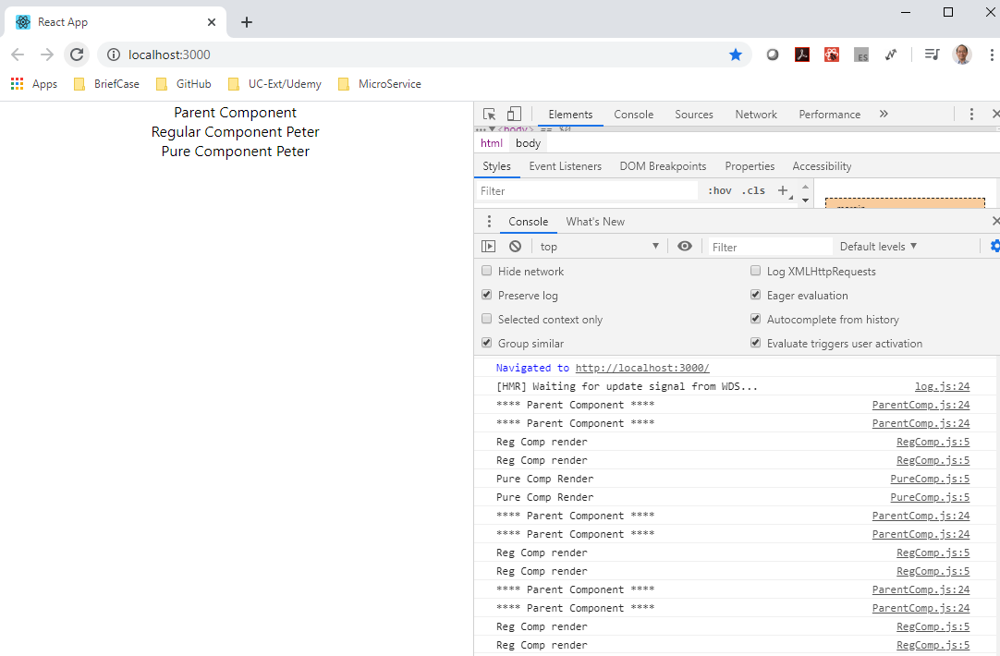 React App
localhost:3000
ES
Apps BriefCase GitHub UC-Ext/Udemy MicroService
Parent Component
Regular Component Peter
Pure Component Peter
Elements Console Sources Network Performance »
html body
Styles Event Listeners DOM Breakpoints Properties Accessibility
Filter :hov .cls +
Console What's New
top Filter Default levels
Hide network Log XMLHttpRequests
Preserve log Eager evaluation
Selected context only Autocomplete from history
Group similar Evaluate triggers user activation
Navigated to http://localhost:3000/
[HMR] Waiting for update signal from WDS... log.js:24
**** Parent Component **** ParentComp.js:24
**** Parent Component **** ParentComp.js:24
Reg Comp render RegComp.js:5
Reg Comp render RegComp.js:5
Pure Comp Render PureComp.js:5
Pure Comp Render PureComp.js:5
**** Parent Component **** ParentComp.js:24
**** Parent Component **** ParentComp.js:24
Reg Comp render RegComp.js:5
Reg Comp render RegComp.js:5
**** Parent Component **** ParentComp.js:24
**** Parent Component **** ParentComp.js:24
Reg Comp render RegComp.js:5
Reg Comp render RegComp.js:5